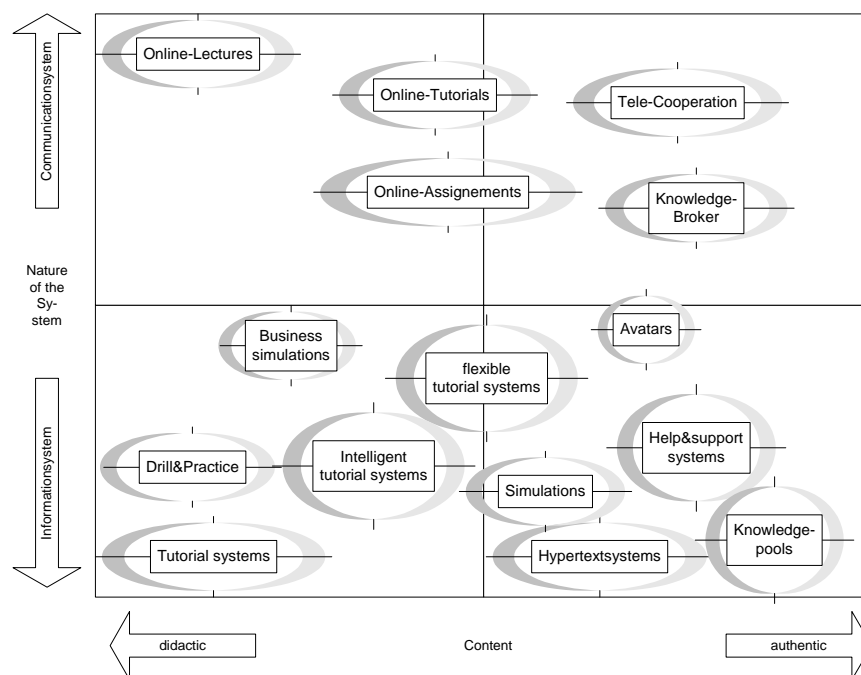 Communicationsystem
Online-Lectures
Online-Tutorials
Tele-Cooperation
Online-Assignements
Knowledge-
Broker
Nature
of the
Sy-
stem
Avatars
Business
simulations
flexible
tutorial systems
Informationsystem
Help&support
systems
Drill&Practice
Intelligent
tutorial systems
Simulations
Knowledge-
pools
Tutorial systems
Hypertextsystems
didactic
Content
authentic